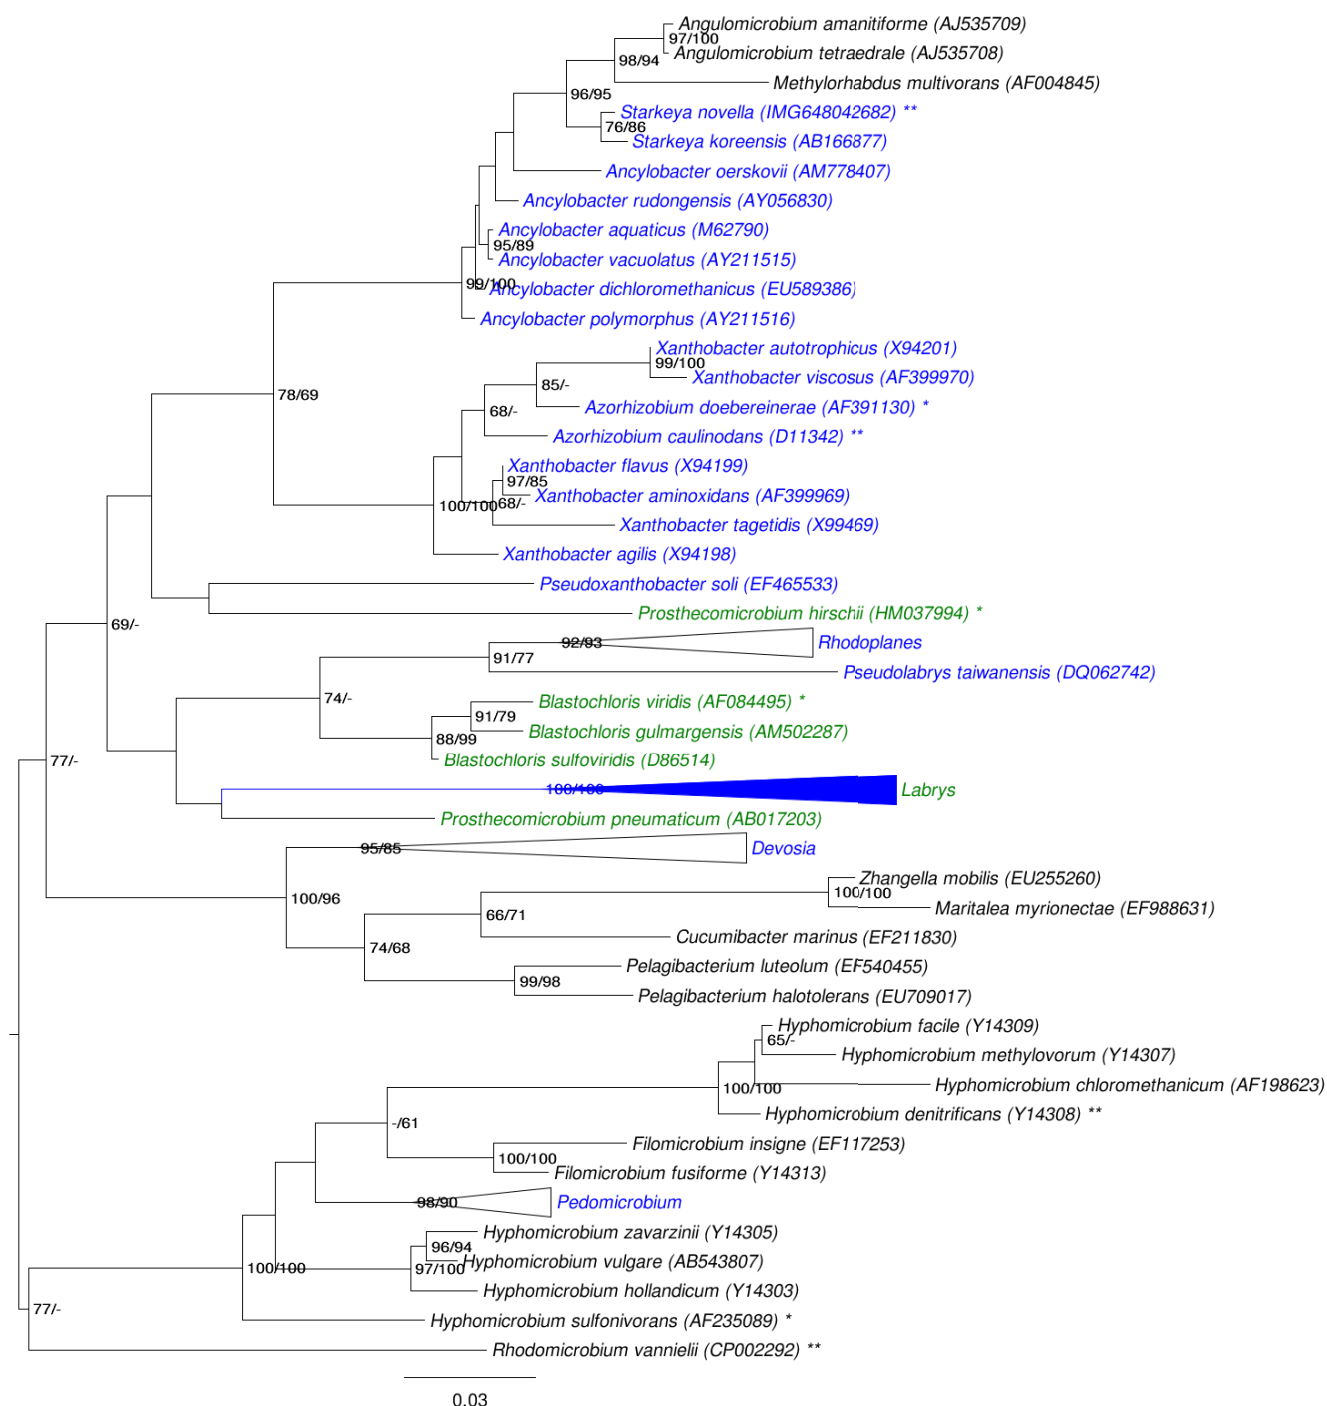 Angulomicrobium amanitiforme (AJ535709)
97/100
Angulomicrobium tetraedrale (AJ535708)
98/94
Methylorhabdus multivorans (AF004845)
96/95
Starkeya novella (IMG648042682) **
76/86
Starkeya koreensis (AB166877)
Ancylobacter oerskovii (AM778407)
Ancylobacter rudongensis (AY056830)
Ancylobacter aquaticus (M62790)
95/89
Ancylobacter vacuolatus (AY211515)
99/100
Ancylobacter dichloromethanicus (EU589386)
Ancylobacter polymorphus (AY211516)
Xanthobacter autotrophicus (X94201)
99/100
Xanthobacter viscosus (AF399970)
85/-
78/69
Azorhizobium doebereinerae (AF391130) *
68/-
Azorhizobium caulinodans (D11342) **
Xanthobacter flavus (X94199)
97/85
Xanthobacter aminoxidans (AF399969)
100/100
68/-
Xanthobacter tagetidis (X99469)
Xanthobacter agilis (X94198)
Pseudoxanthobacter soli (EF465533)
Prosthecomicrobium hirschii (HM037994) *
69/-
92/93
Rhodoplanes
91/77
Pseudolabrys taiwanensis (DQ062742)
74/-
Blastochloris viridis (AF084495) *
91/79
Blastochloris gulmargensis (AM502287)
88/99
Blastochloris sulfoviridis (D86514)
77/-
100/100
Labrys
Prosthecomicrobium pneumaticum (AB017203)
95/85
Devosia
Zhangella mobilis (EU255260)
100/100
100/96
Maritalea myrionectae (EF988631)
66/71
Cucumibacter marinus (EF211830)
74/68
Pelagibacterium luteolum (EF540455)
99/98
Pelagibacterium halotolerans (EU709017)
Hyphomicrobium facile (Y14309)
65/-
Hyphomicrobium methylovorum (Y14307)
100/100
Hyphomicrobium chloromethanicum (AF198623)
Hyphomicrobium denitrificans (Y14308) **
-/61
Filomicrobium insigne (EF117253)
100/100
Filomicrobium fusiforme (Y14313)
98/90
Pedomicrobium
Hyphomicrobium zavarzinii (Y14305)
96/94
Hyphomicrobium vulgare (AB543807)
100/100
97/100
Hyphomicrobium hollandicum (Y14303)
77/-
Hyphomicrobium sulfonivorans (AF235089) *
Rhodomicrobium vannielii (CP002292) **
0.03